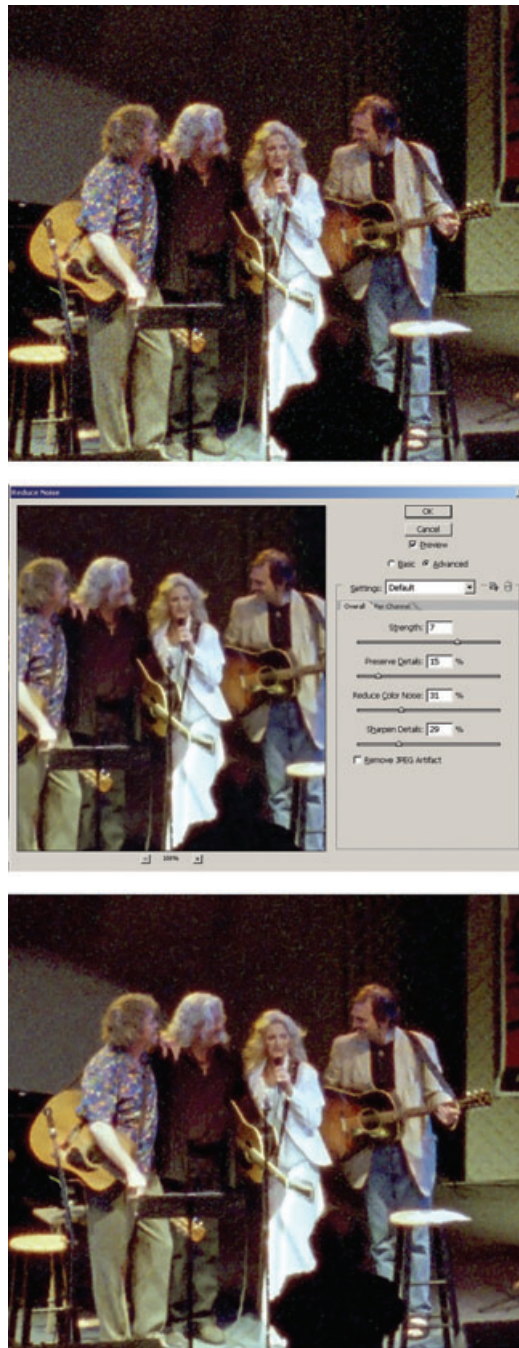 Reduce Noise
OK
Cancel
Preview
Basic Advanced
Settings: Default
Overall Per Channel
Strength: 7
Preserve Details: 15 %
Reduce Color Noise: 31 %
Sharpen Details: 29 %
Remove JPEG Artifact
- 100% +